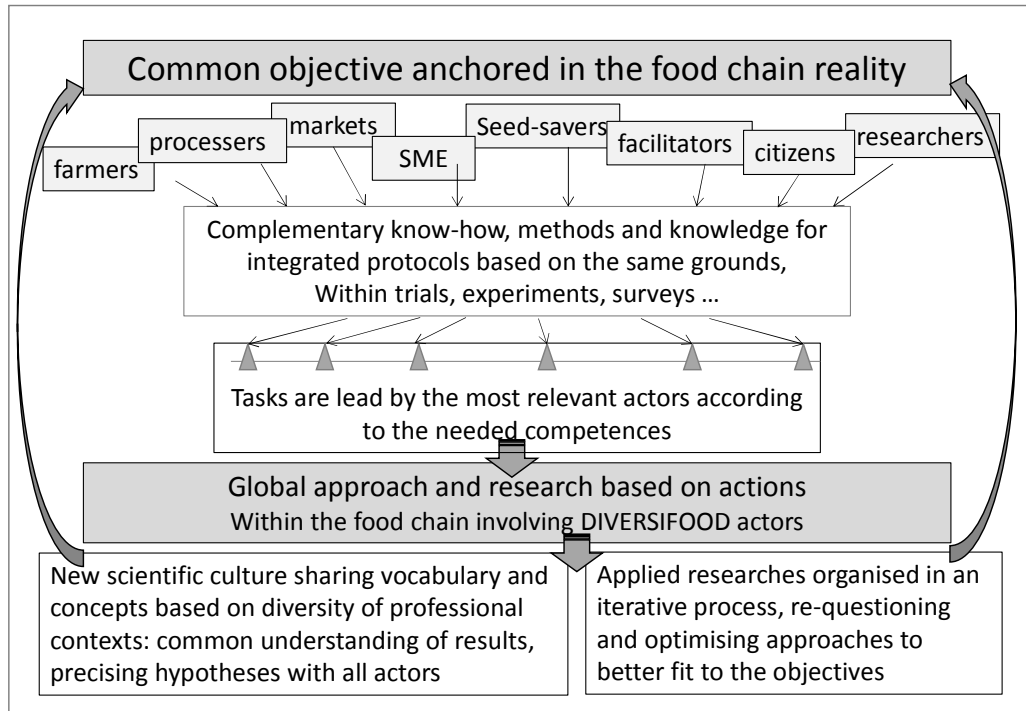 Common objective anchored in the food chain reality
farmers
processers
markets
SME
Seed-savers
facilitators
citizens
researchers
Complementary know-how, methods and knowledge for
integrated protocols based on the same grounds,
Within trials, experiments, surveys ...
Tasks are lead by the most relevant actors according
to the needed competences
Global approach and research based on actions
Within the food chain involving DIVERSIFOOD actors
New scientific culture sharing vocabulary and
concepts based on diversity of professional
contexts: common understanding of results,
precising hypotheses with all actors
Applied researches organised in an
iterative process, re-questioning
and optimising approaches to
better fit to the objectives